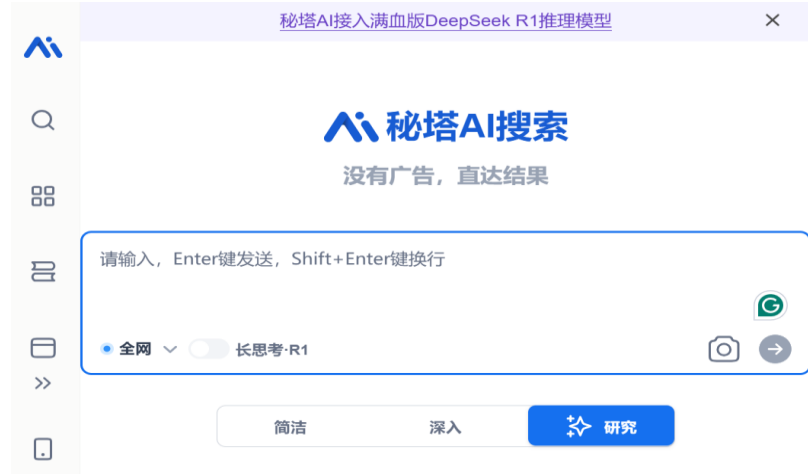 秘塔AI接入满血版DeepSeek R1推理模型
秘塔AI搜索
没有广告，直达结果
请输入，Enter键发送，Shift+Enter键换行
全网
长思考·R1
简洁
深入
研究